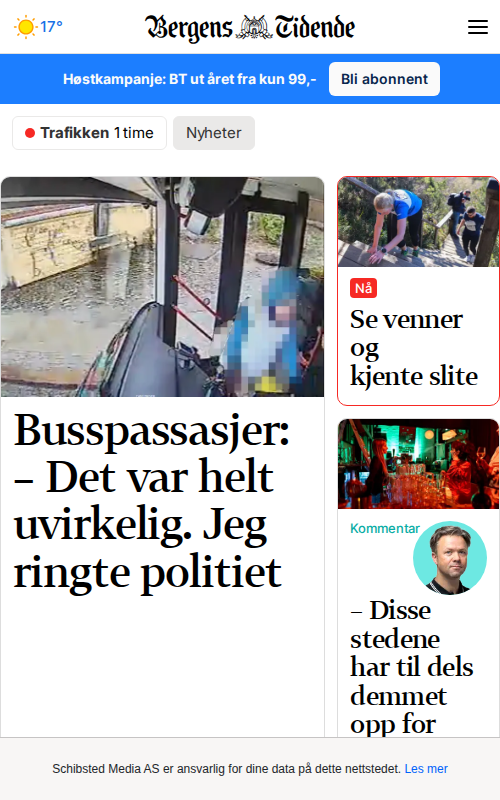 17°
Bergens Tidende
Høstkampanje: BT ut året fra kun 99,-
Bli abonnent
Trafikken 1 time
Nyheter
Busspassasjer:
– Det var helt
uvirkelig. Jeg
ringte politiet
Nå
Se venner
og
kjente slite
Kommentar
– Disse
stedene
har til dels
demmet
opp for
Schibsted Media AS er ansvarlig for dine data på dette nettstedet. Les mer